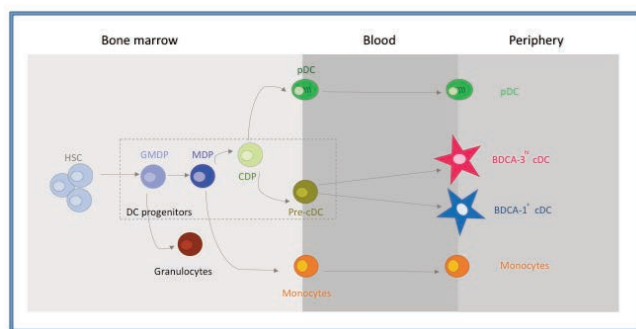 Bone marrow
Blood
Periphery
pDC
pDC
HSC
GMDP
MDP
CDP
BDCA-3hi cDC
DC progenitors
Pre-cDC
BDCA-1+ cDC
Granulocytes
Monocytes
Monocytes